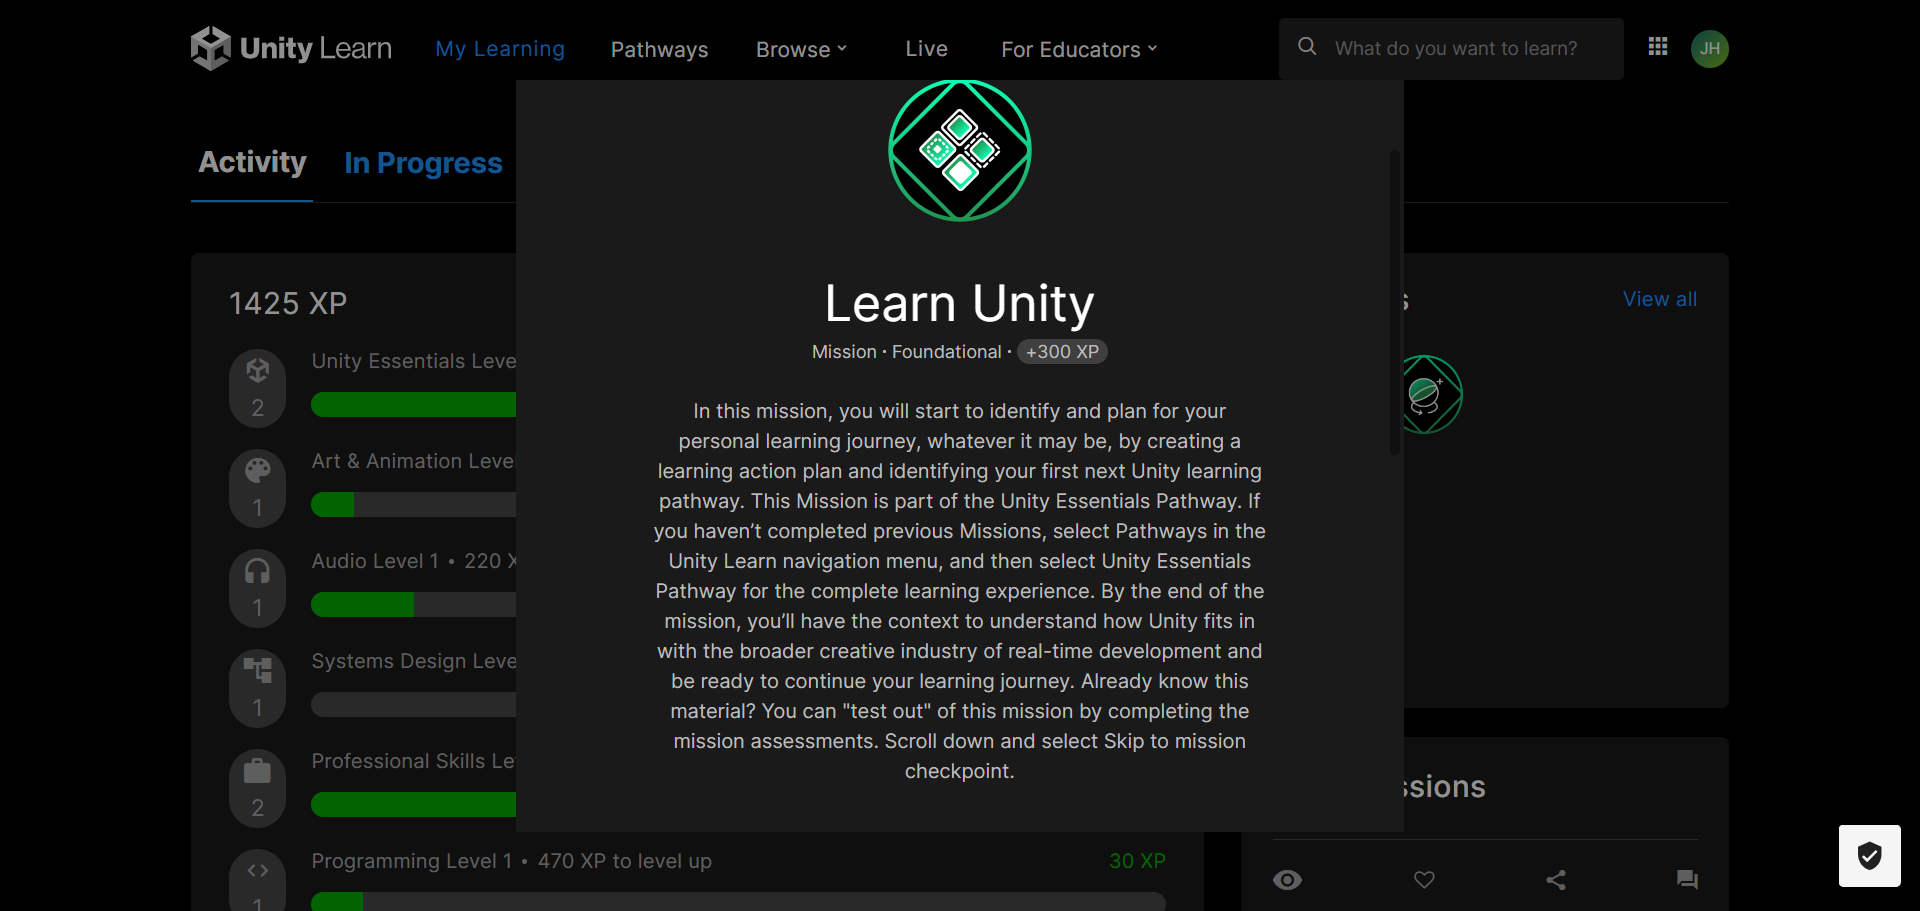 Unity Learn
My Learning
Pathways
Browse
Live
For Educators
What do you want to learn?
JH
Activity
In Progress
1425 XP
View all
2
Unity Essentials Leve
1
Art & Animation Leve
1
Audio Level 1 • 220 X
1
Systems Design Leve
2
Professional Skills Le
1
Programming Level 1 • 470 XP to level up
30 XP
Learn Unity
Mission · Foundational · +300 XP
In this mission, you will start to identify and plan for your
personal learning journey, whatever it may be, by creating a
learning action plan and identifying your first next Unity learning
pathway. This Mission is part of the Unity Essentials Pathway. If
you haven’t completed previous Missions, select Pathways in the
Unity Learn navigation menu, and then select Unity Essentials
Pathway for the complete learning experience. By the end of the
mission, you’ll have the context to understand how Unity fits in
with the broader creative industry of real-time development and
be ready to continue your learning journey. Already know this
material? You can "test out" of this mission by completing the
mission assessments. Scroll down and select Skip to mission
checkpoint.
s
ssions